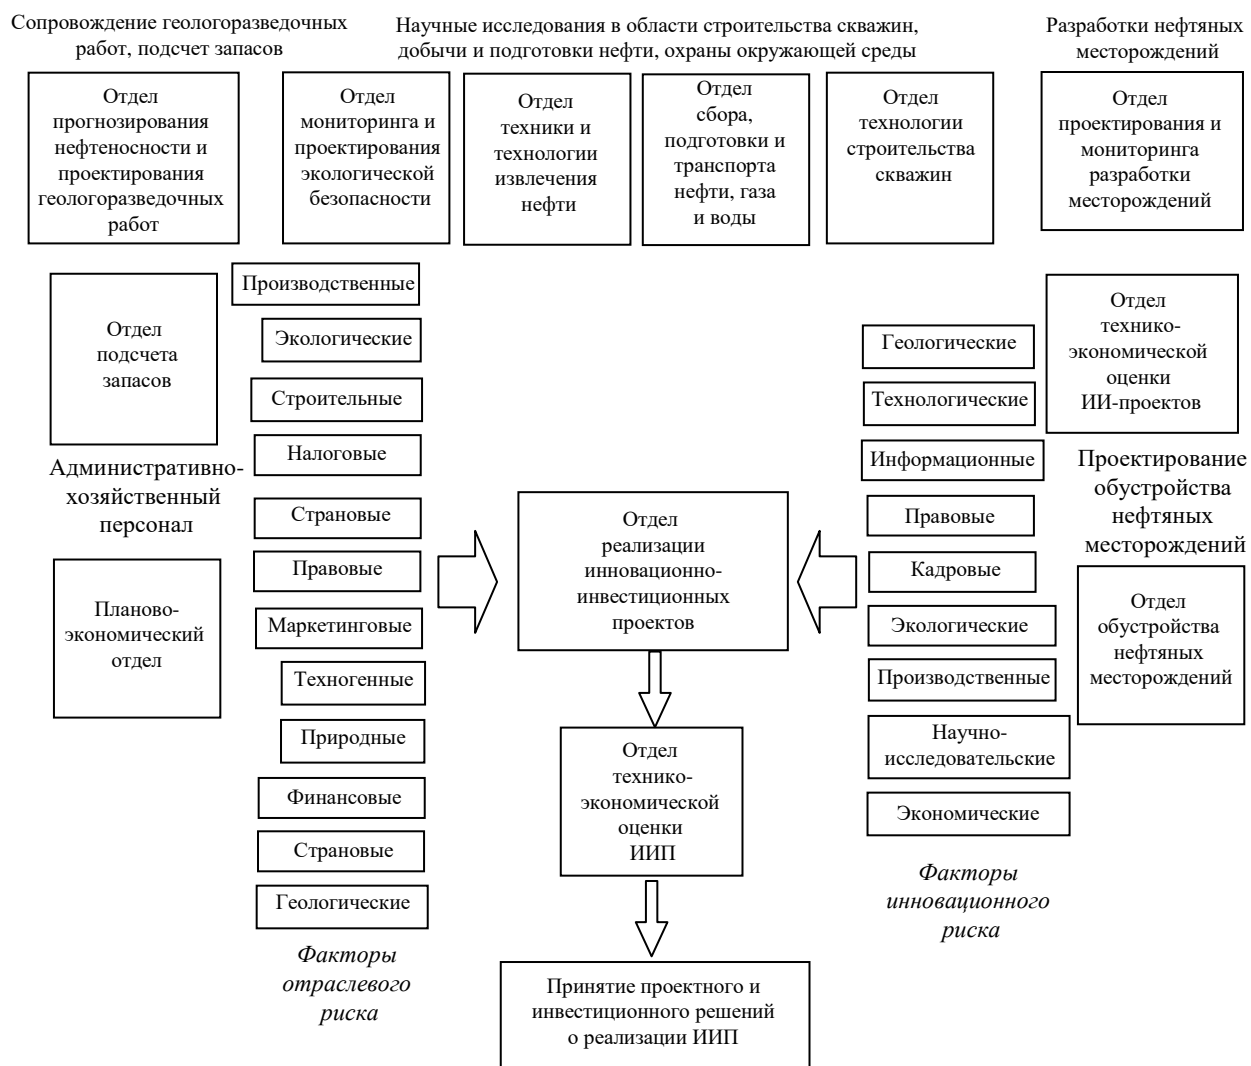 Сопровождение геологоразведочных
работ, подсчет запасов
Научные исследования в области строительства скважин,
добычи и подготовки нефти, охраны окружающей среды
Разработки нефтяных
месторождений
Отдел
прогнозирования
нефтеносности и
проектирования
геологоразведочных
работ
Отдел
мониторинга и
проектирования
экологической
безопасности
Отдел
техники и
технологии
извлечения
нефти
Отдел
сбора,
подготовки и
транспорта
нефти, газа
и воды
Отдел
технологии
строительства
скважин
Отдел
проектирования и
мониторинга
разработки
месторождений
Отдел
подсчета
запасов
Административно-
хозяйственный
персонал
Планово-
экономический
отдел
Производственные
Экологические
Строительные
Налоговые
Страновые
Правовые
Маркетинговые
Техногенные
Природные
Финансовые
Страновые
Геологические
Факторы
отраслевого
риска
Отдел
реализации
инновационно-
инвестиционных
проектов
Отдел
технико-
экономической
оценки
ИИП
Принятие проектного и
инвестиционного решений
о реализации ИИП
Геологические
Технологические
Информационные
Правовые
Кадровые
Экологические
Производственные
Научно-
исследовательские
Экономические
Факторы
инновационного
риска
Отдел
технико-
экономической
оценки
ИИ-проектов
Проектирование
обустройства
нефтяных
месторождений
Отдел
обустройства
нефтяных
месторождений